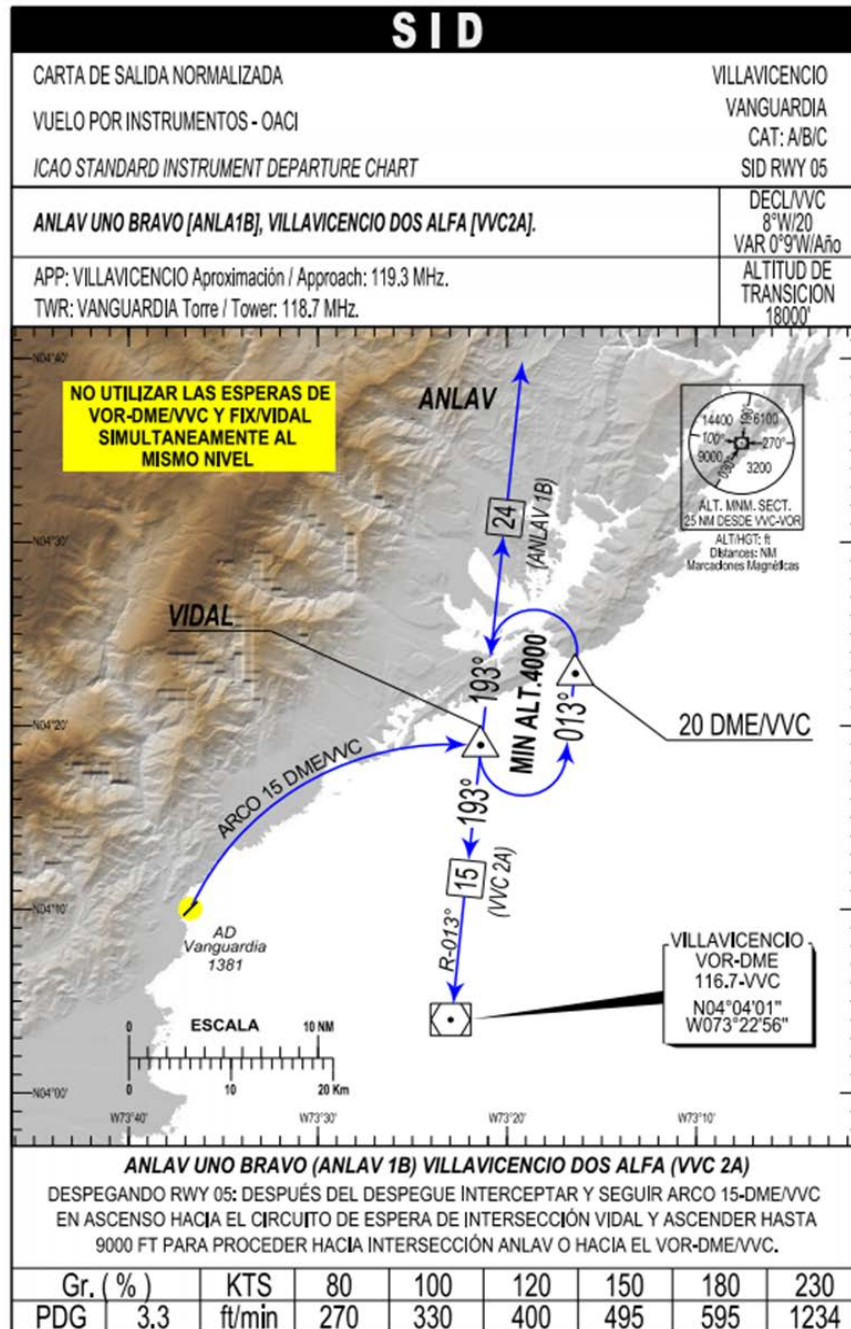 SID
CARTA DE SALIDA NORMALIZADA
VUELO POR INSTRUMENTOS - OACI
ICAO STANDARD INSTRUMENT DEPARTURE CHART
VILLAVICENCIO
VANGUARDIA
CAT: A/B/C
SID RWY 05
ANLAV UNO BRAVO [ANLA1B], VILLAVICENCIO DOS ALFA [VVC2A].
DECL/VVC
8°W/20
VAR 0°9'W/Año
APP: VILLAVICENCIO Aproximación / Approach: 119.3 MHz.
TWR: VANGUARDIA Torre / Tower: 118.7 MHz.
ALTITUD DE
TRANSICION
18000'
N04°40'
NO UTILIZAR LAS ESPERAS DE
VOR-DME/VVC Y FIX/VIDAL
SIMULTANEAMENTE AL
MISMO NIVEL
ANLAV
14400
190°
6100
100°
270°
9000
030°
3200
ALT. MNM. SECT.
25 NM DESDE VVC-VOR
ALT/HGT: ft
Distances: NM
Marcaciones Magnéticas
N04°30'
24
(ANLAV 1B)
VIDAL
193°
MIN ALT.4000
013°
N04°20'
20 DME/VVC
ARCO 15 DME/VVC
193°
15
(VVC 2A)
N04°10'
AD
Vanguardia
1381
R-013°
VILLAVICENCIO
VOR-DME
116.7-VVC
N04°04'01"
W073°22'56"
ESCALA
0
10 NM
0
10
20 Km
N04°00'
W73°40'
W73°30'
W73°20'
W73°10'
ANLAV UNO BRAVO (ANLAV 1B) VILLAVICENCIO DOS ALFA (VVC 2A)
DESPEGANDO RWY 05: DESPUÉS DEL DESPEGUE INTERCEPTAR Y SEGUIR ARCO 15-DME/VVC
EN ASCENSO HACIA EL CIRCUITO DE ESPERA DE INTERSECCIÓN VIDAL Y ASCENDER HASTA
9000 FT PARA PROCEDER HACIA INTERSECCIÓN ANLAV O HACIA EL VOR-DME/VVC.
Gr. ( % ) KTS 80 100 120 150 180 230
PDG 3.3 ft/min 270 330 400 495 595 1234